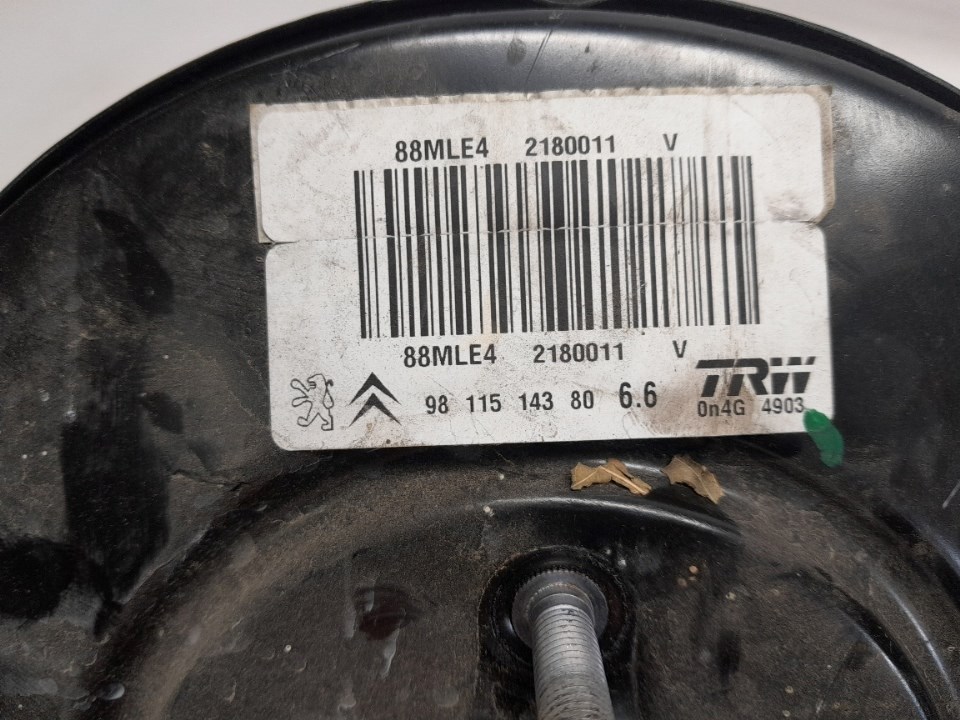 88MLE4 2180011 V
88MLE4 2180011 V
TRW
98 115 143 80 6.6 0n4G 4903